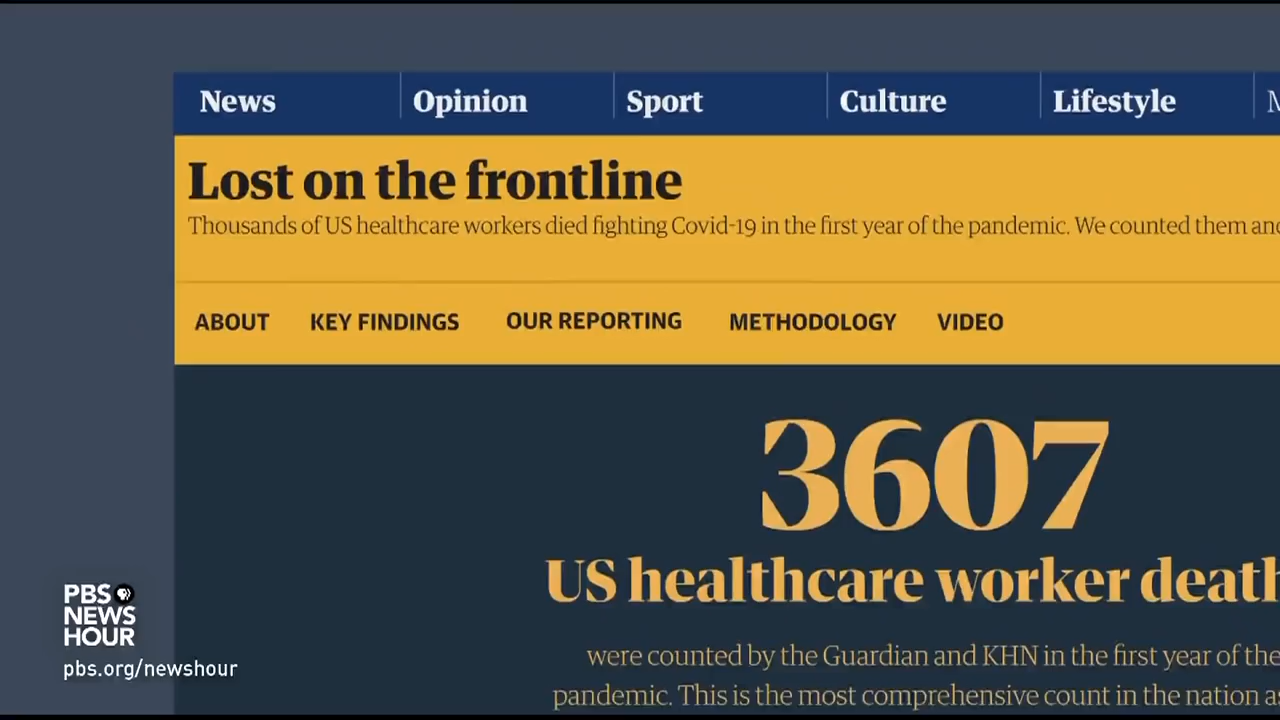 News Opinion Sport Culture Lifestyle
Lost on the frontline
Thousands of US healthcare workers died fighting Covid-19 in the first year of the pandemic. We counted them
ABOUT KEY FINDINGS OUR REPORTING METHODOLOGY VIDEO
3607
US healthcare worker
were counted by the Guardian and KHN in the first year of the
pandemic. This is the most comprehensive count in the nation
PBS
NEWS
HOUR
pbs.org/newshour